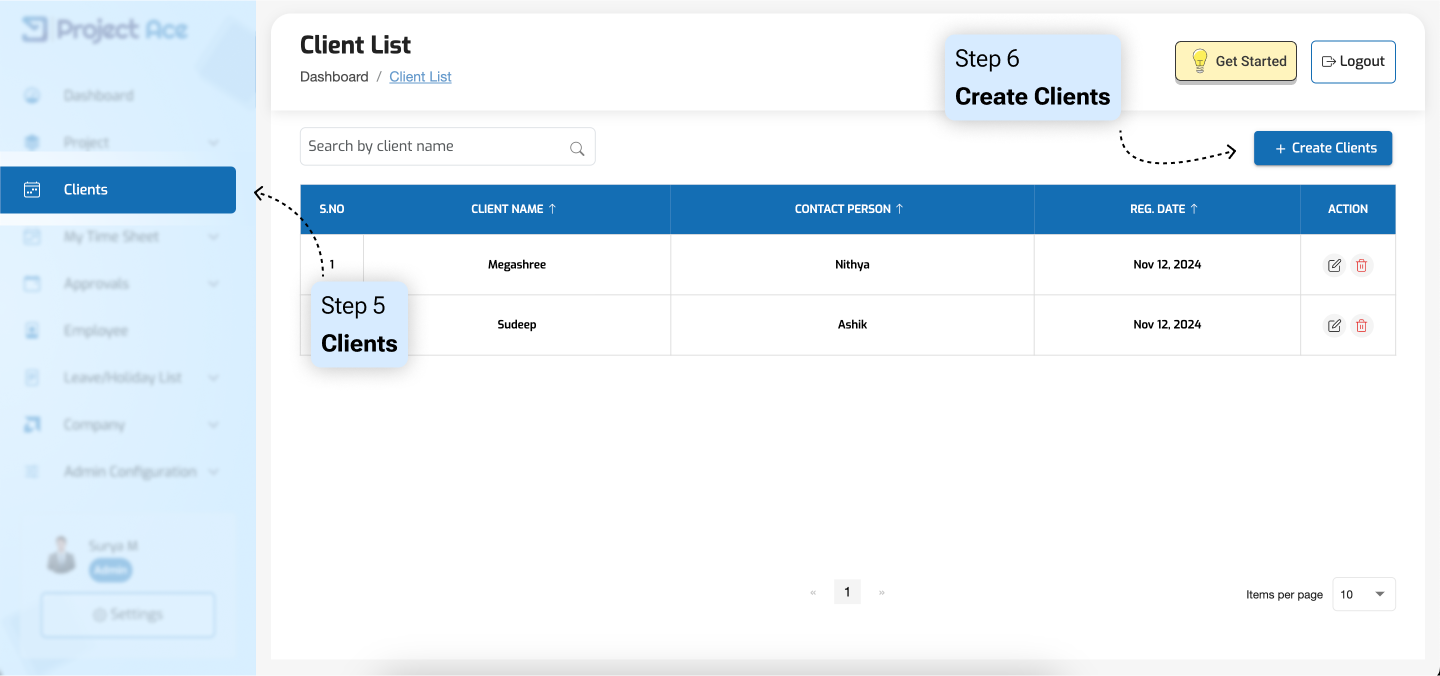 Project Ace
Dashboard
Project
Clients
My Time Sheet
Approvals
Employee
Leave/Holiday List
Company
Admin Configuration
Surya M
Admin
Settings
Client List
Dashboard / Client List
Step 6
Create Clients
Get Started
Logout
Search by client name
+ Create Clients
S.NO CLIENT NAME ↑ CONTACT PERSON ↑ REG. DATE ↑ ACTION
1 Megashree Nithya Nov 12, 2024
Sudeep Ashik Nov 12, 2024
Step 5
Clients
« 1 »
Items per page 10